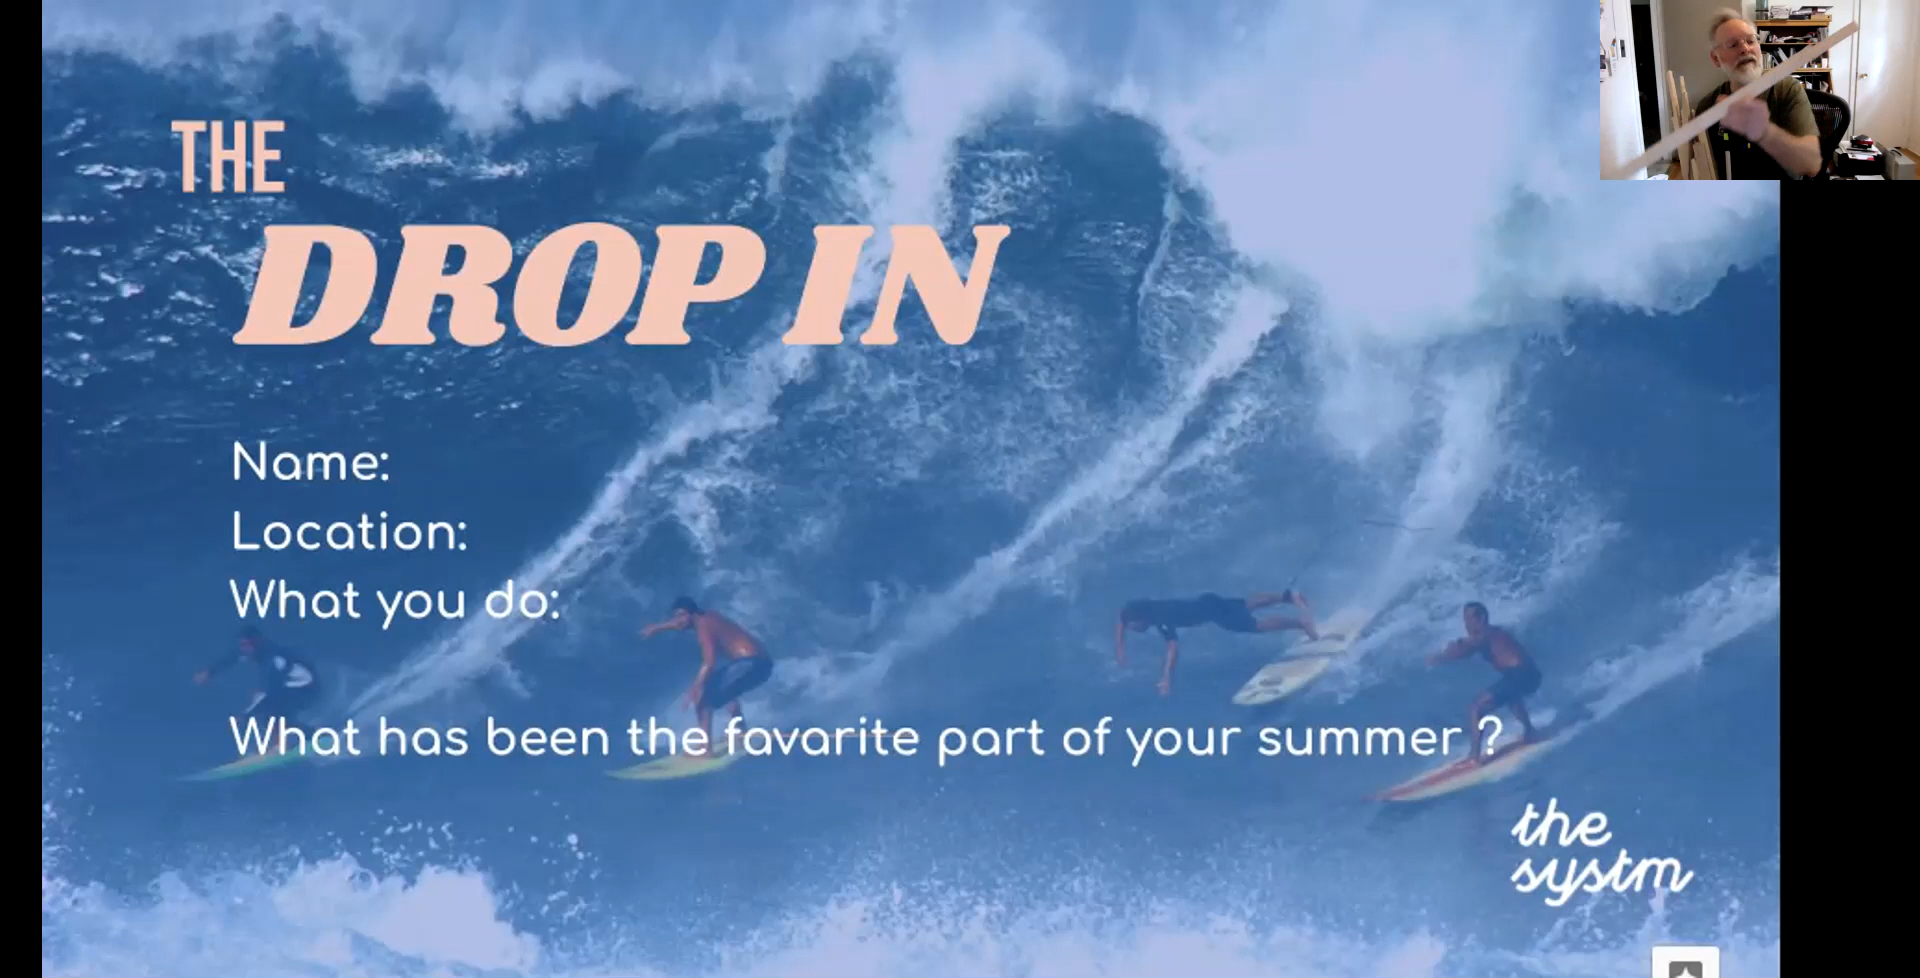 THE
DROP IN
Name:
Location:
What you do:
What has been the favarite part of your summer ?
the
systm